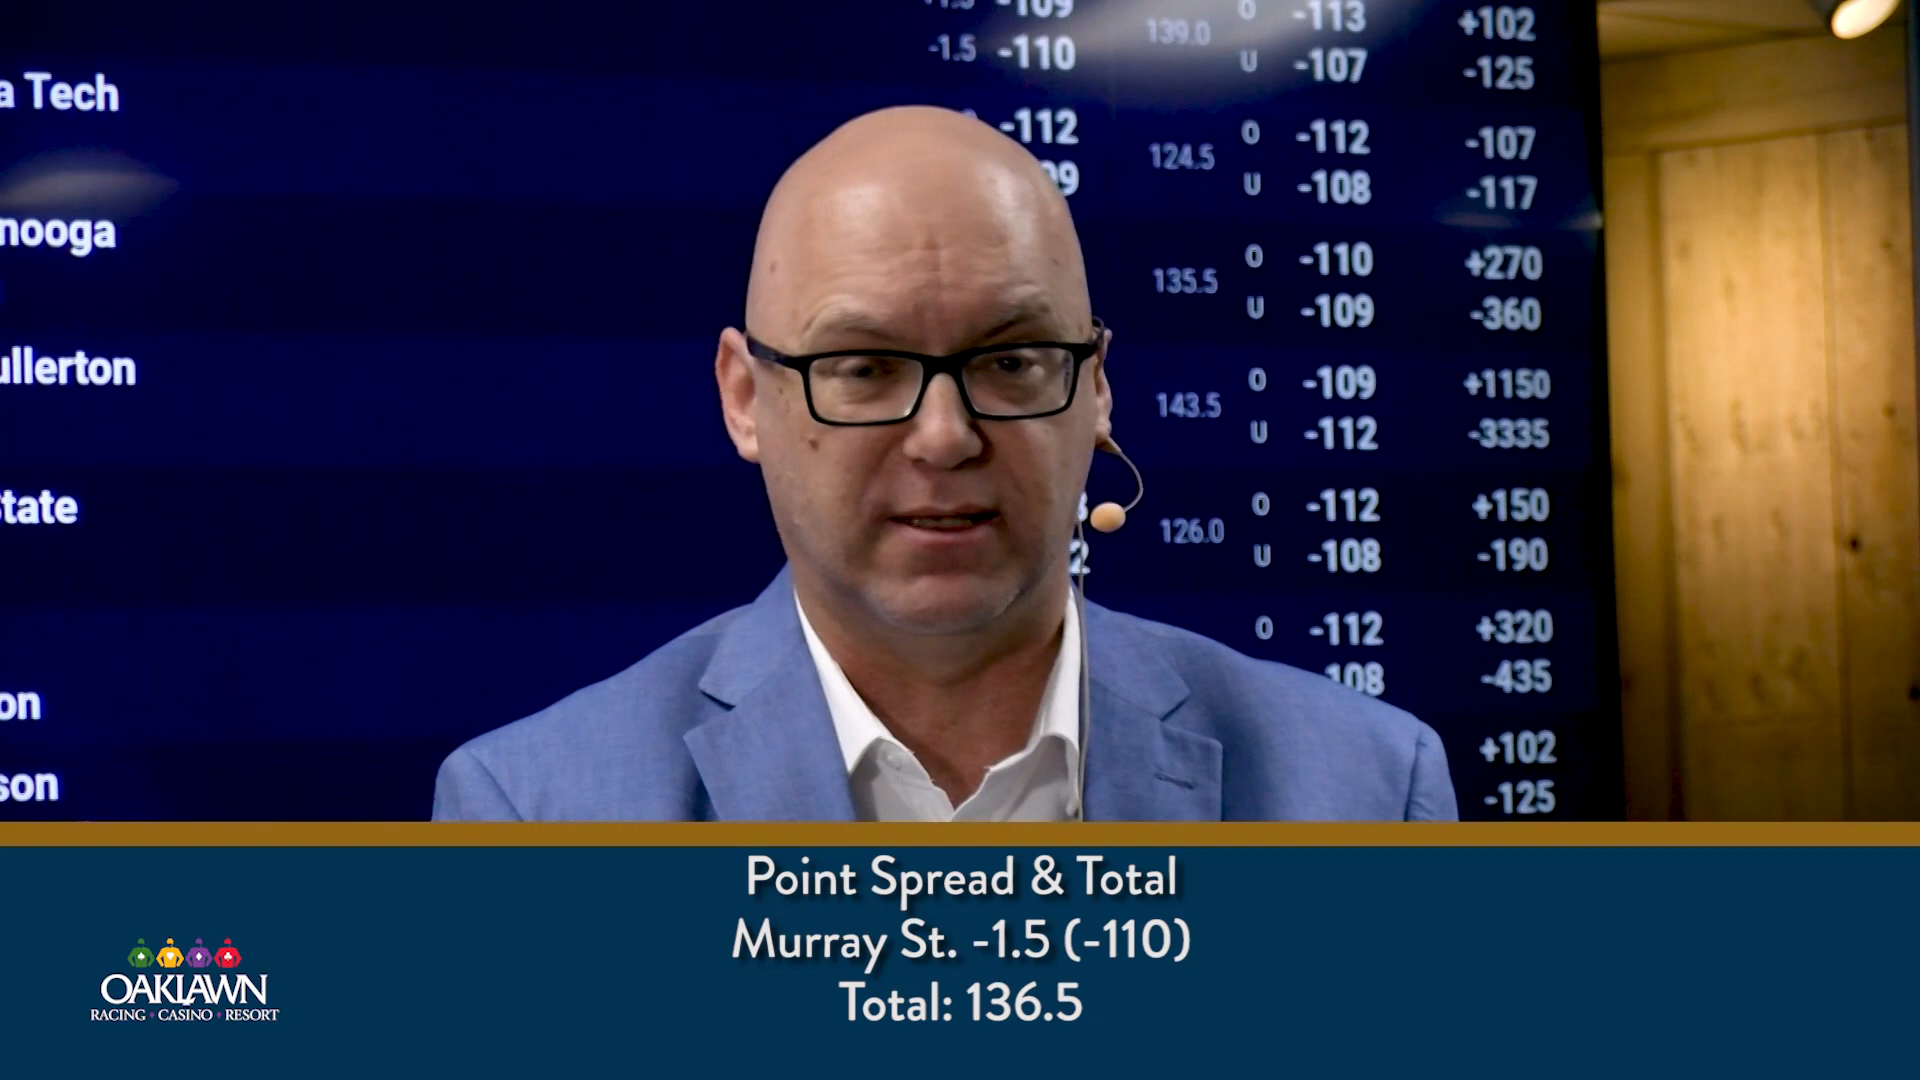 -109
139.0 O -113 +102
-1.5 -110 U -107 -125
a Tech
-112 124.5 O -112 -107
U -108 -117
nooga
135.5 O -110 +270
U -109 -360
ullerton
143.5 O -109 +1150
U -112 -3335
State
126.0 O -112 +150
U -108 -190
O -112 +320
108 -435
on
+102
son
-125
Point Spread & Total
Murray St. -1.5 (-110)
Total: 136.5
OAKLAWN
RACING • CASINO • RESORT